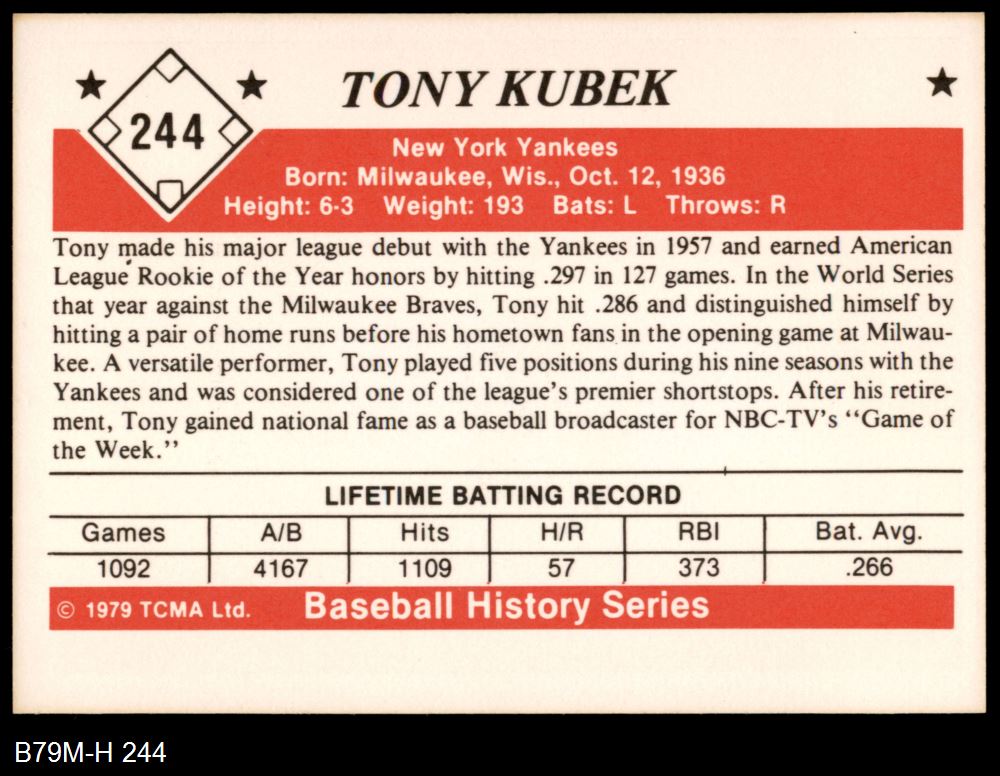 244
TONY KUBEK
New York Yankees
Born: Milwaukee, Wis., Oct. 12, 1936
Height: 6-3 Weight: 193 Bats: L Throws: R
Tony made his major league debut with the Yankees in 1957 and earned American
League Rookie of the Year honors by hitting .297 in 127 games. In the World Series
that year against the Milwaukee Braves, Tony hit .286 and distinguished himself by
hitting a pair of home runs before his hometown fans in the opening game at Milwau-
kee. A versatile performer, Tony played five positions during his nine seasons with the
Yankees and was considered one of the league's premier shortstops. After his retire-
ment, Tony gained national fame as a baseball broadcaster for NBC-TV's ‘‘Game of
the Week.’’
LIFETIME BATTING RECORD
Games A/B Hits H/R RBI Bat. Avg.
1092 4167 1109 57 373 .266
© 1979 TCMA Ltd. Baseball History Series
B79M-H 244